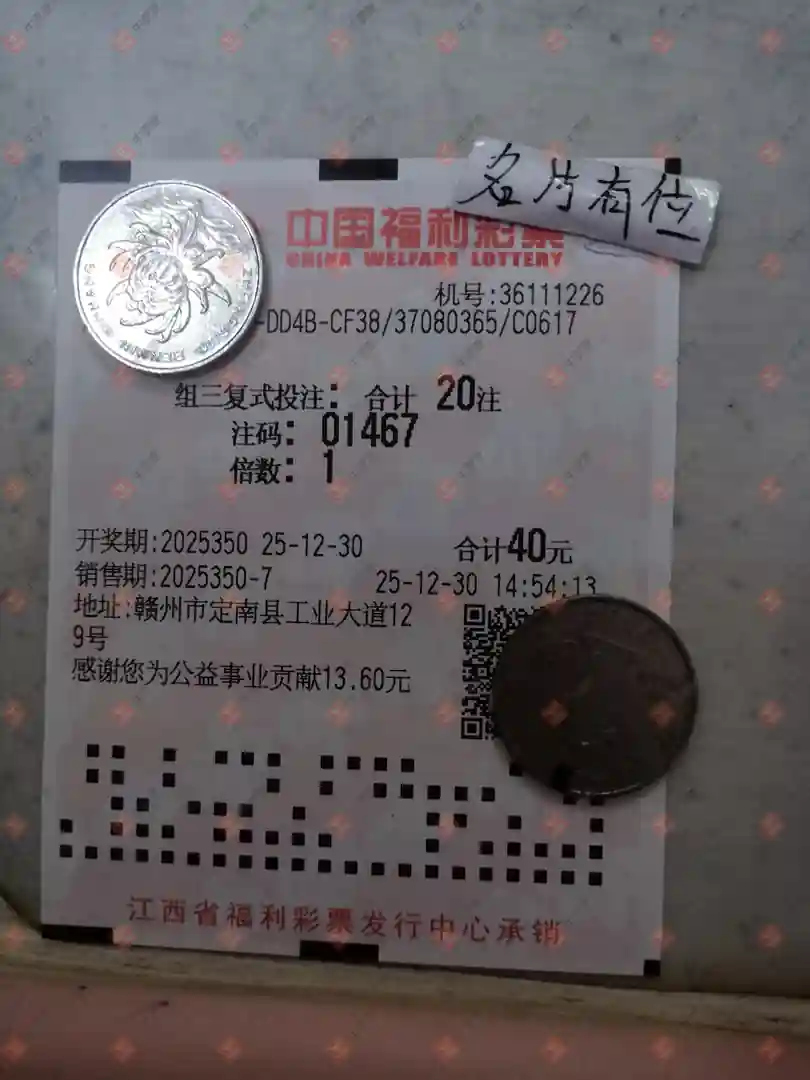 名片有位
中国福利彩票
CHINA WELFARE LOTTERY
机号:36111226
-DD4B-CF38/37080365/C0617
组三复式投注: 合计 20注
注码: 01467
倍数: 1
开奖期:2025350 25-12-30 合计40元
销售期:2025350-7 25-12-30 14:54:13
地址:赣州市定南县工业大道12
9号
感谢您为公益事业贡献13.60元
江西省福利彩票发行中心承销